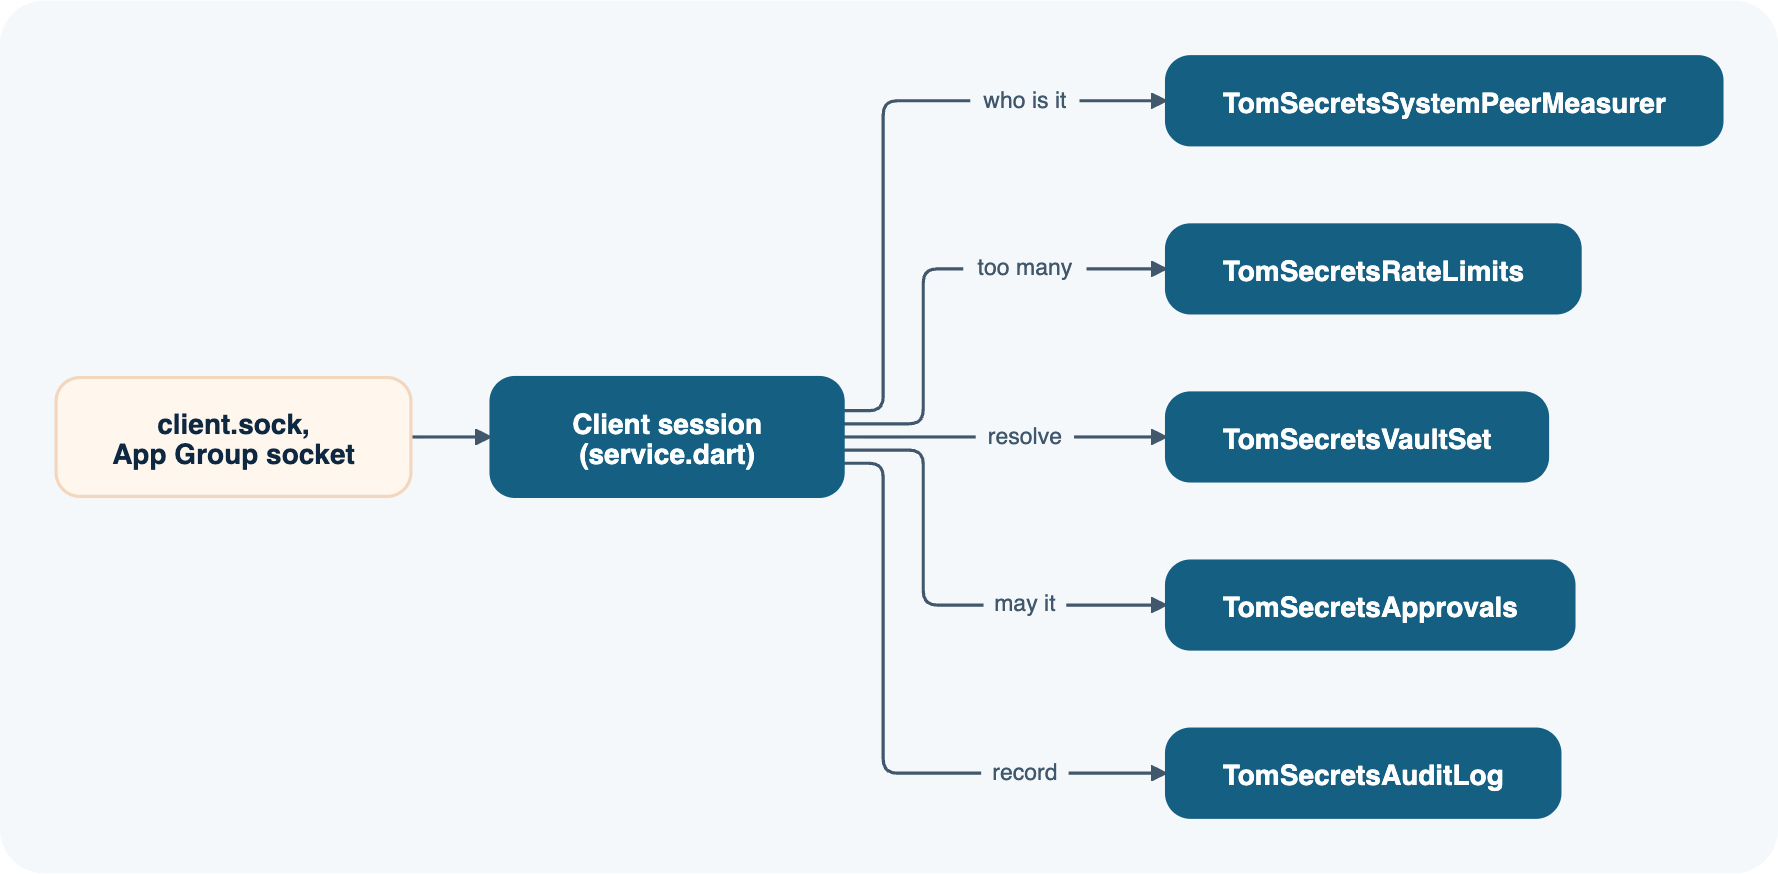 who is it
TomSecretsSystemPeerMeasurer
too many
TomSecretsRateLimits
client.sock,
App Group socket
Client session
(service.dart)
resolve
TomSecretsVaultSet
may it
TomSecretsApprovals
record
TomSecretsAuditLog